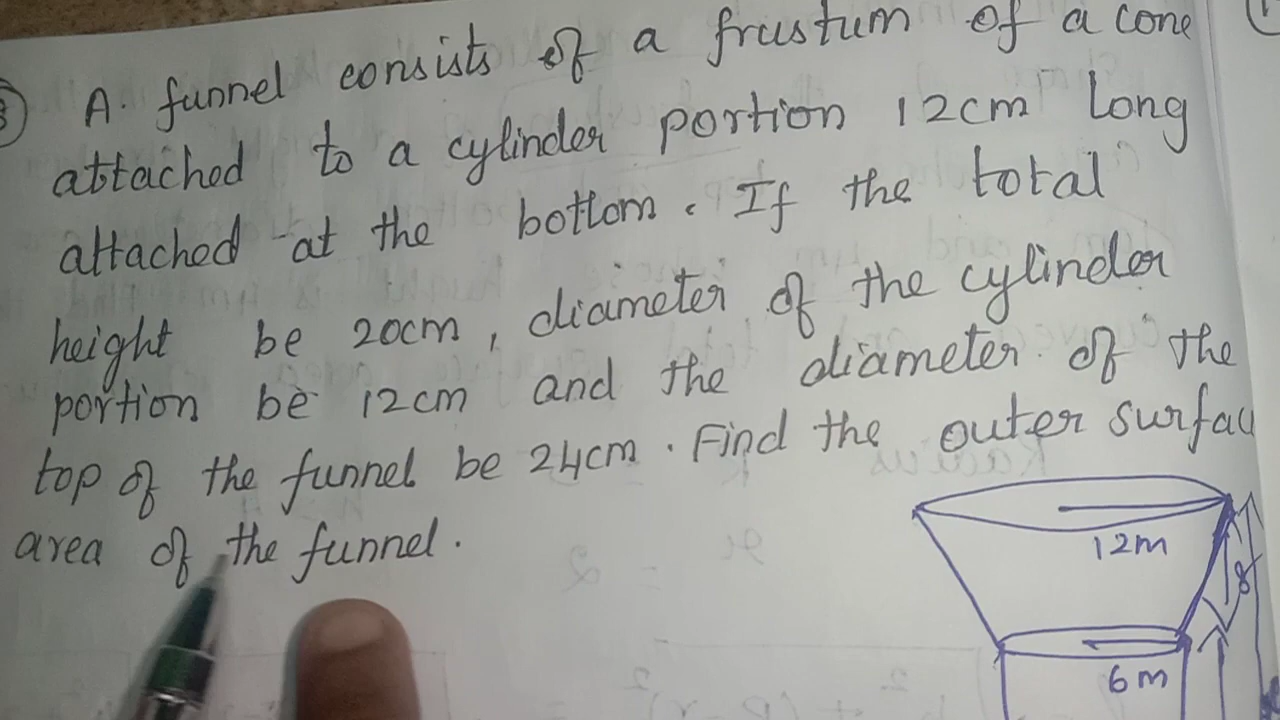 A. funnel consists of a frustum of a cone
attached to a cylinder portion 12cm long
attached at the bottom. If the total
height be 20cm, diameter of the cylinder
portion be 12cm and the diameter of the
top of the funnel be 24cm. Find the outer surfac
area of the funnel.
12m
8
6m